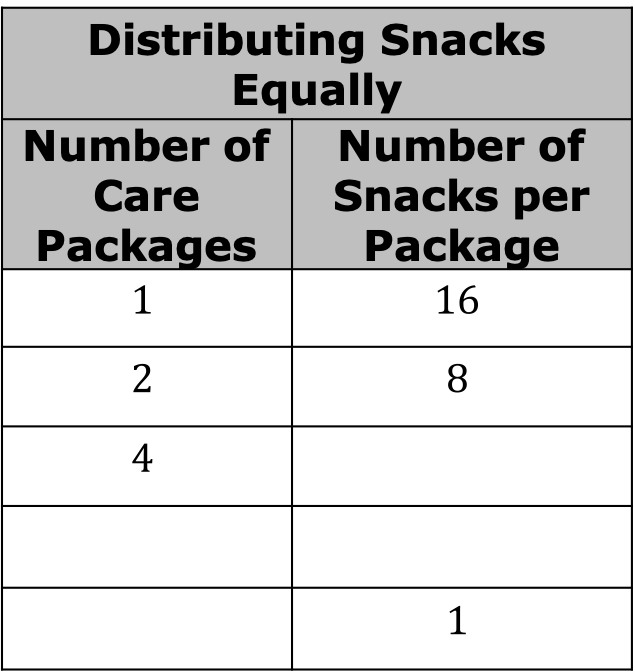 Distributing Snacks
Equally
Number of
Care
Packages
Number of
Snacks per
Package
1 16
2 8
4
1